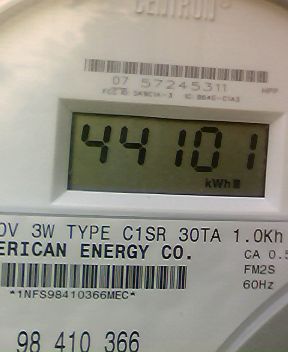 CENTRON®
07 57245311
44101
kWh
0V 3W TYPE C1SR 30TA 1.0Kh
ERICAN ENERGY CO.
CA 0.5
FM2S
*1NFS98410366MEC*
60Hz
98 410 366